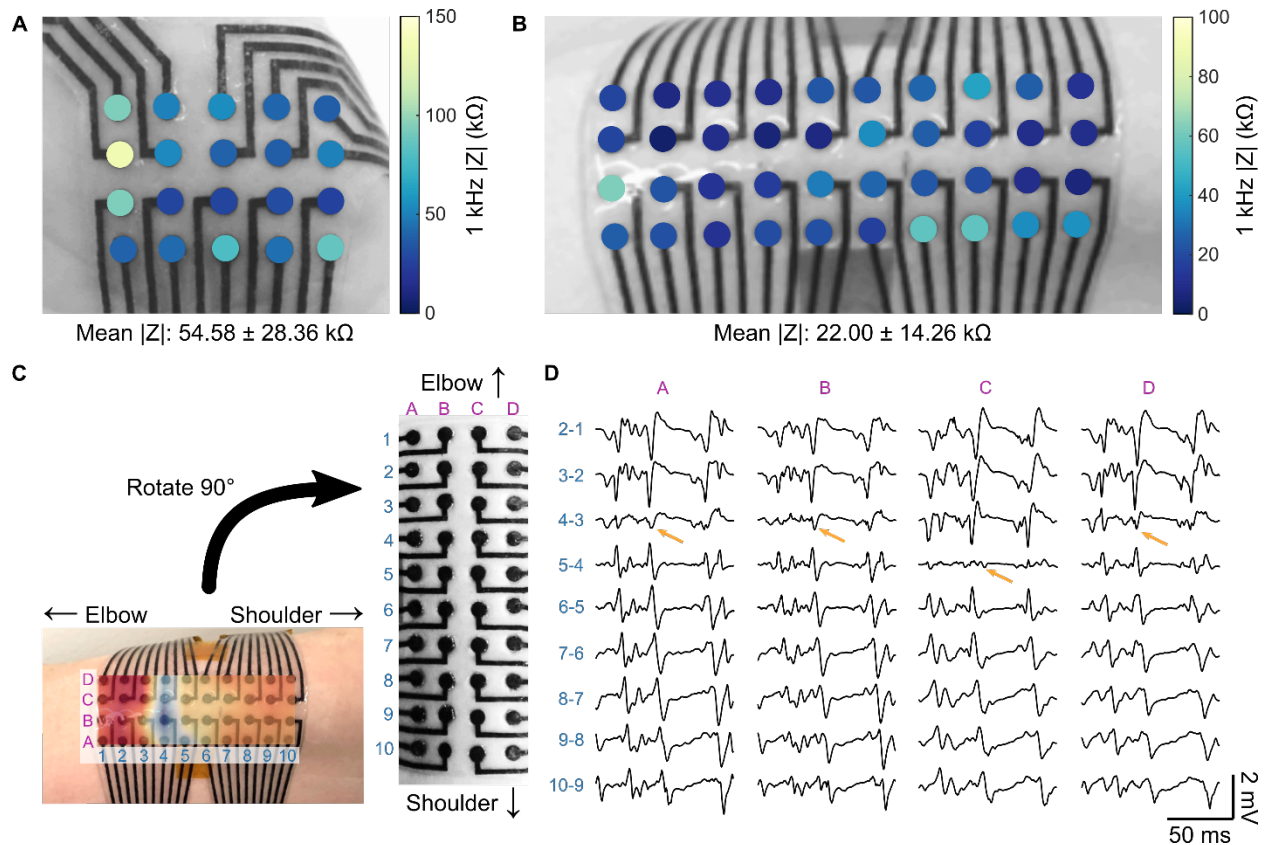 A
150
100
50
0
1 kHz |Z| (kΩ)
Mean |Z|: 54.58 ± 28.36 kΩ
B
100
80
60
40
20
0
1 kHz |Z| (kΩ)
Mean |Z|: 22.00 ± 14.26 kΩ
C
Rotate 90°
← Elbow
Shoulder →
D
C
B
A
1 2 3 4 5 6 7 8 9 10
Elbow ↑
A B C D
1
2
3
4
5
6
7
8
9
10
Shoulder ↓
D
A B C D
2-1
3-2
4-3
5-4
6-5
7-6
8-7
9-8
10-9
2 mV
50 ms